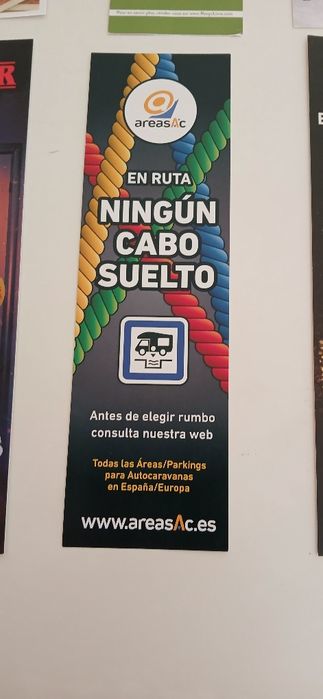 areasAc
EN RUTA
NINGÚN
CABO
SUELTO
Antes de elegir rumbo
consulta nuestra web
Todas las Áreas/Parkings
para Autocaravanas
en España/Europa
www.areasAc.es
R